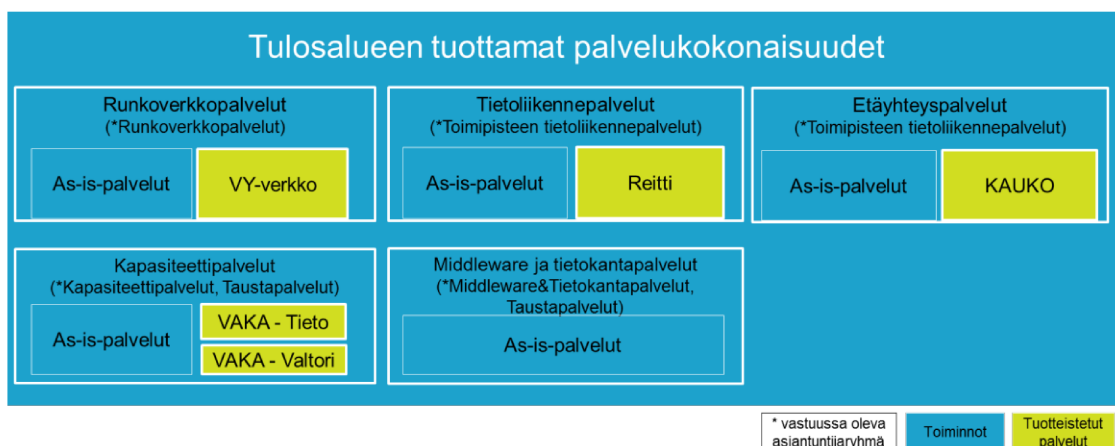 Tulosalueen tuottamat palvelukokonaisuudet
Runkoverkkopalvelut
(*Runkoverkkopalvelut)
As-is-palvelut
VY-verkko
Tietoliikennepalvelut
(*Toimipisteen tietoliikennepalvelut)
As-is-palvelut
Reitti
Etäyhteyspalvelut
(*Toimipisteen tietoliikennepalvelut)
As-is-palvelut
KAUKO
Kapasiteettipalvelut
(*Kapasiteettipalvelut, Taustapalvelut)
As-is-palvelut
VAKA - Tieto
VAKA - Valtori
Middleware ja tietokantapalvelut
(*Middleware&Tietokantapalvelut,
Taustapalvelut)
As-is-palvelut
* vastuussa oleva
asiantuntijaryhmä
Toiminnot
Tuotteistetut
palvelut